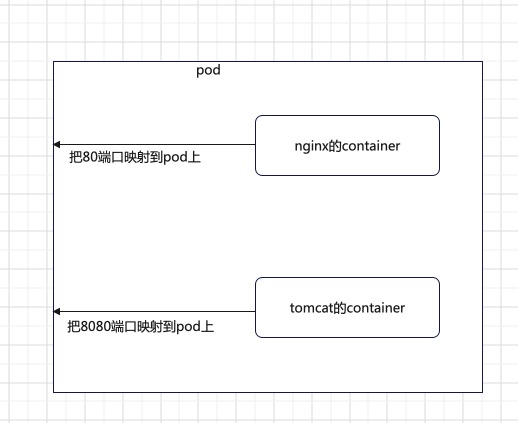 pod
nginx的container
把80端口映射到pod上
tomcat的container
把8080端口映射到pod上